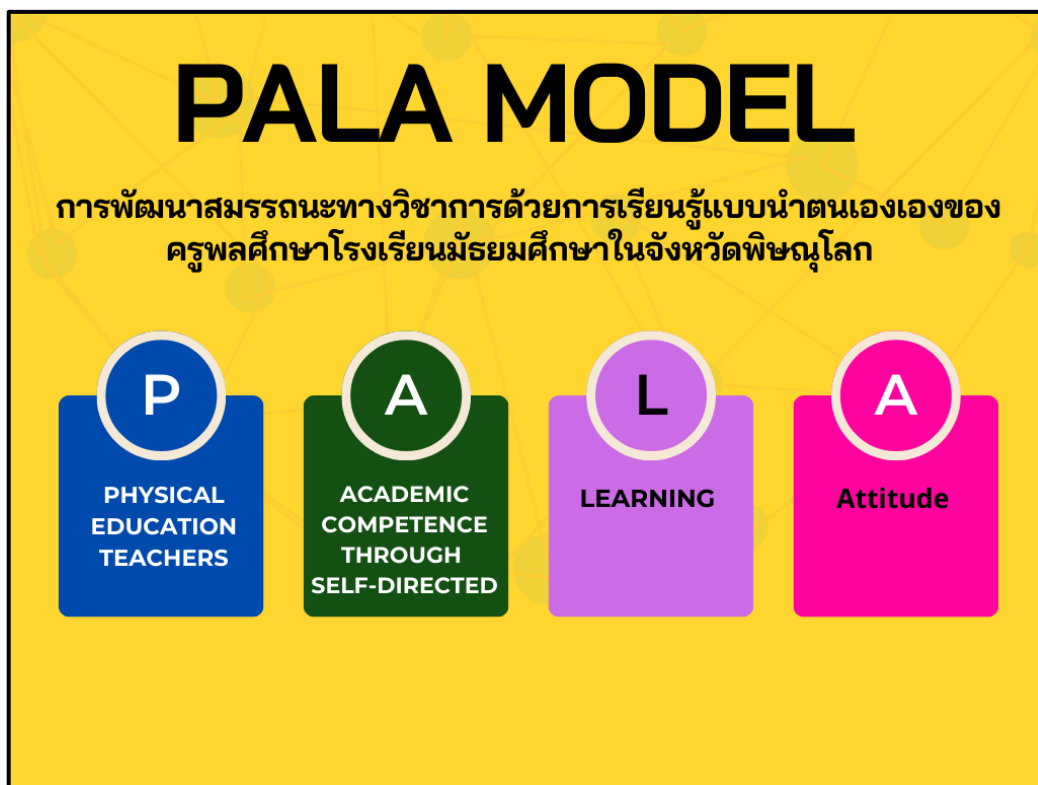 PALA MODEL
การพัฒนาสมรรถนะทางวิชาการด้วยการเรียนรู้แบบนำตนเองเองของ
ครูพลศึกษาโรงเรียนมัธยมศึกษาในจังหวัดพิษณุโลก
P
PHYSICAL
EDUCATION
TEACHERS
A
ACADEMIC
COMPETENCE
THROUGH
SELF-DIRECTED
L
LEARNING
A
Attitude